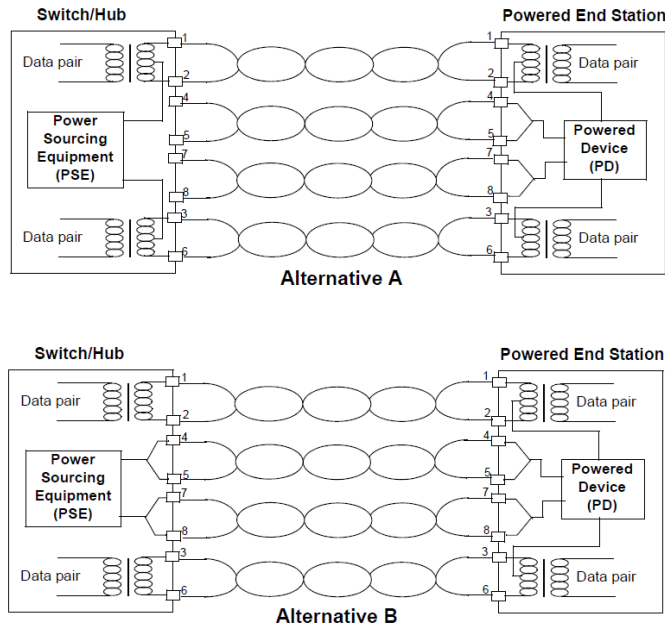 Switch/Hub
Powered End Station
Data pair
1
2
1
2
Data pair
Power
Sourcing
Equipment
(PSE)
4
5
7
8
4
5
7
8
Powered
Device
(PD)
Data pair
3
6
3
6
Data pair
Alternative A
Switch/Hub
Powered End Station
Data pair
1
2
1
2
Data pair
Power
Sourcing
Equipment (PSE)
4
5
7
8
4
5
7
8
Powered
Device
(PD)
Data pair
3
6
3
6
Data pair
Alternative B